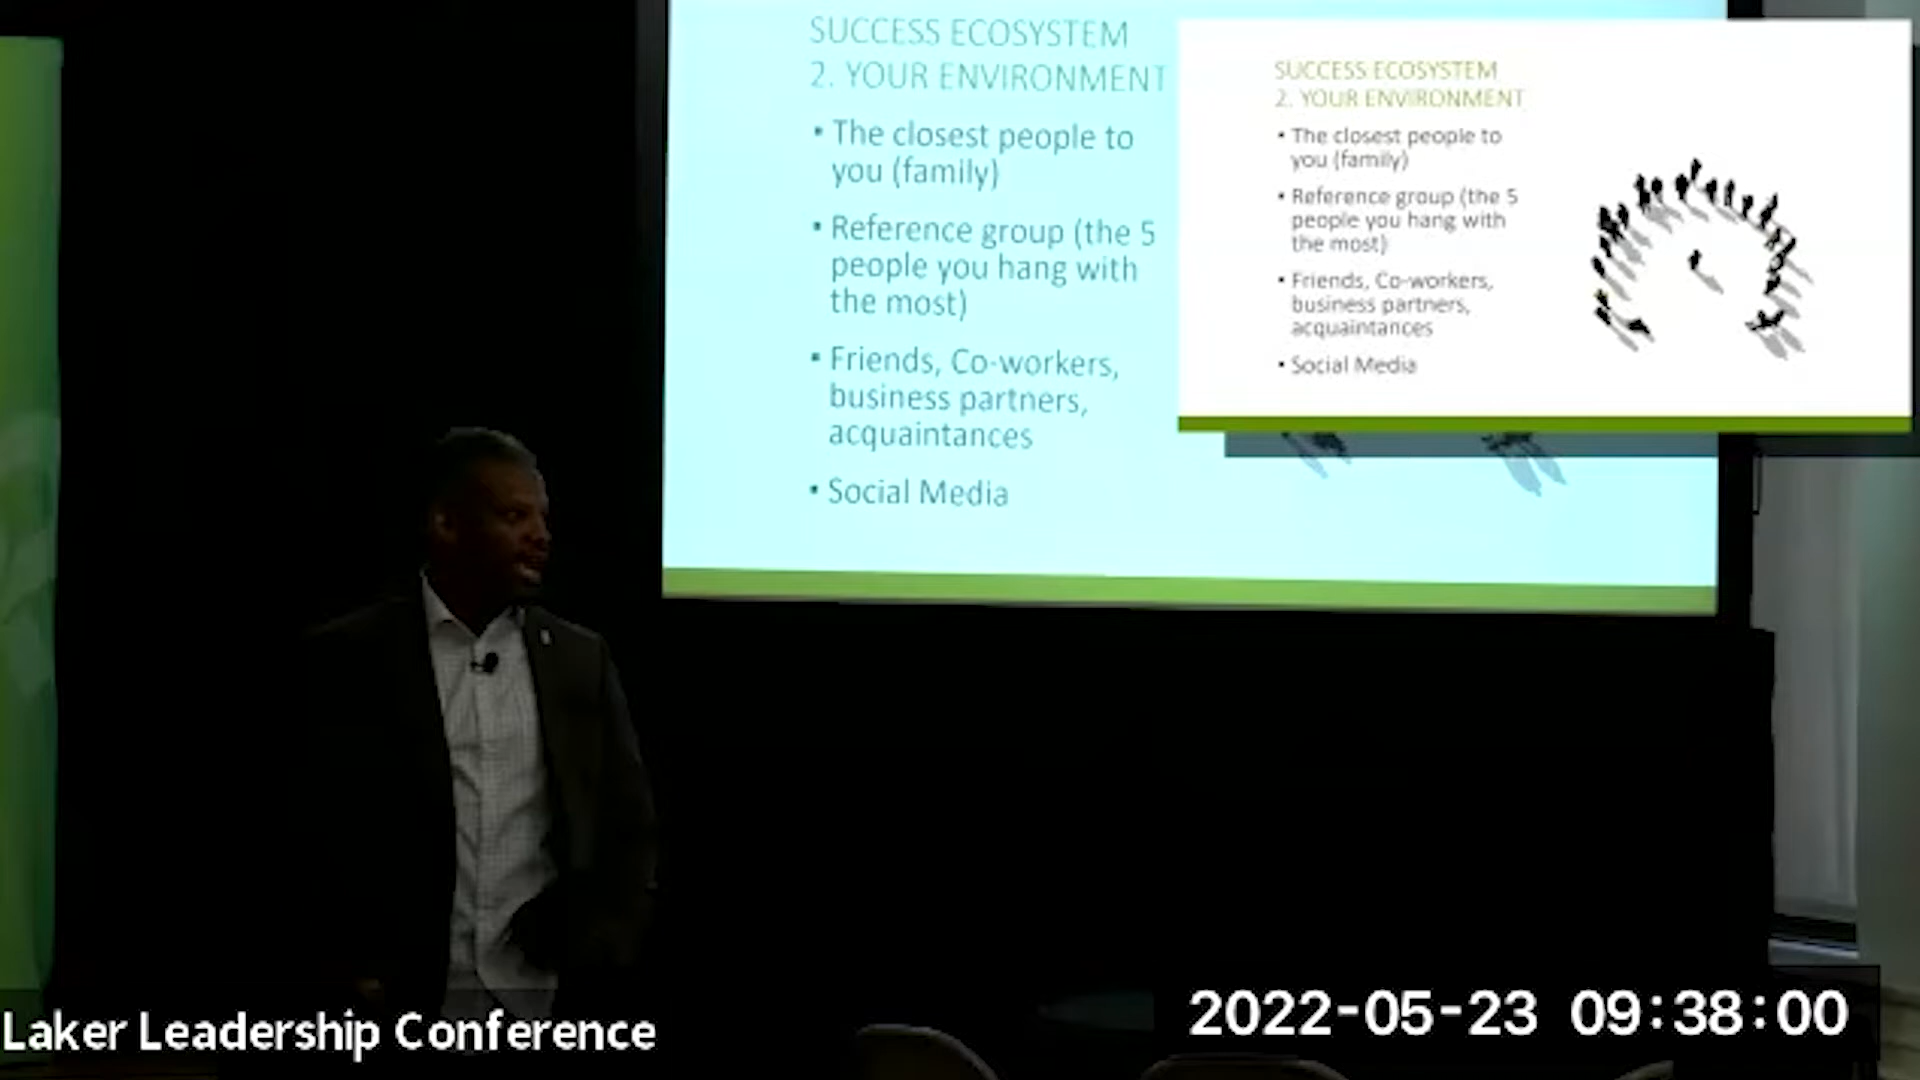 SUCCESS ECOSYSTEM
2. YOUR ENVIRONMENT
• The closest people to
you (family)
• Reference group (the 5
people you hang with
the most)
• Friends, Co-workers,
business partners,
acquaintances
• Social Media
SUCCESS ECOSYSTEM
2. YOUR ENVIRONMENT
• The closest people to
you (family)
• Reference group (the 5
people you hang with
the most)
• Friends, Co-workers,
business partners,
acquaintances
• Social Media
Laker Leadership Conference
2022-05-23 09:38:00